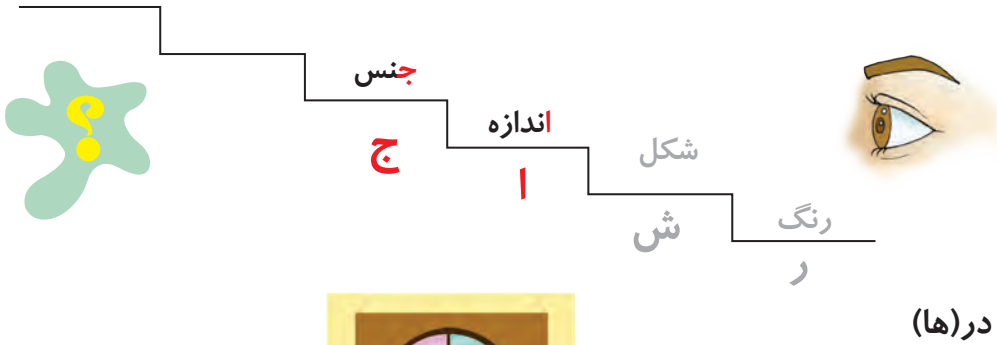 جنس
ج
اندازه
ا
شکل
ش
رنگ
ر
؟
در(ها)